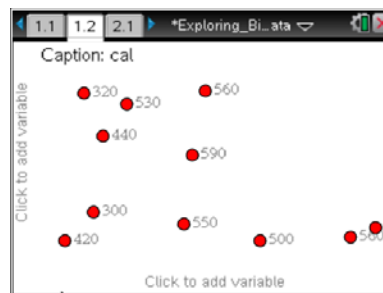 1.1 1.2 2.1 *Exploring_Bi...ata
Caption: cal
320
560
530
440
590
300
550
420
500
560
Click to add variable
Click to add variable